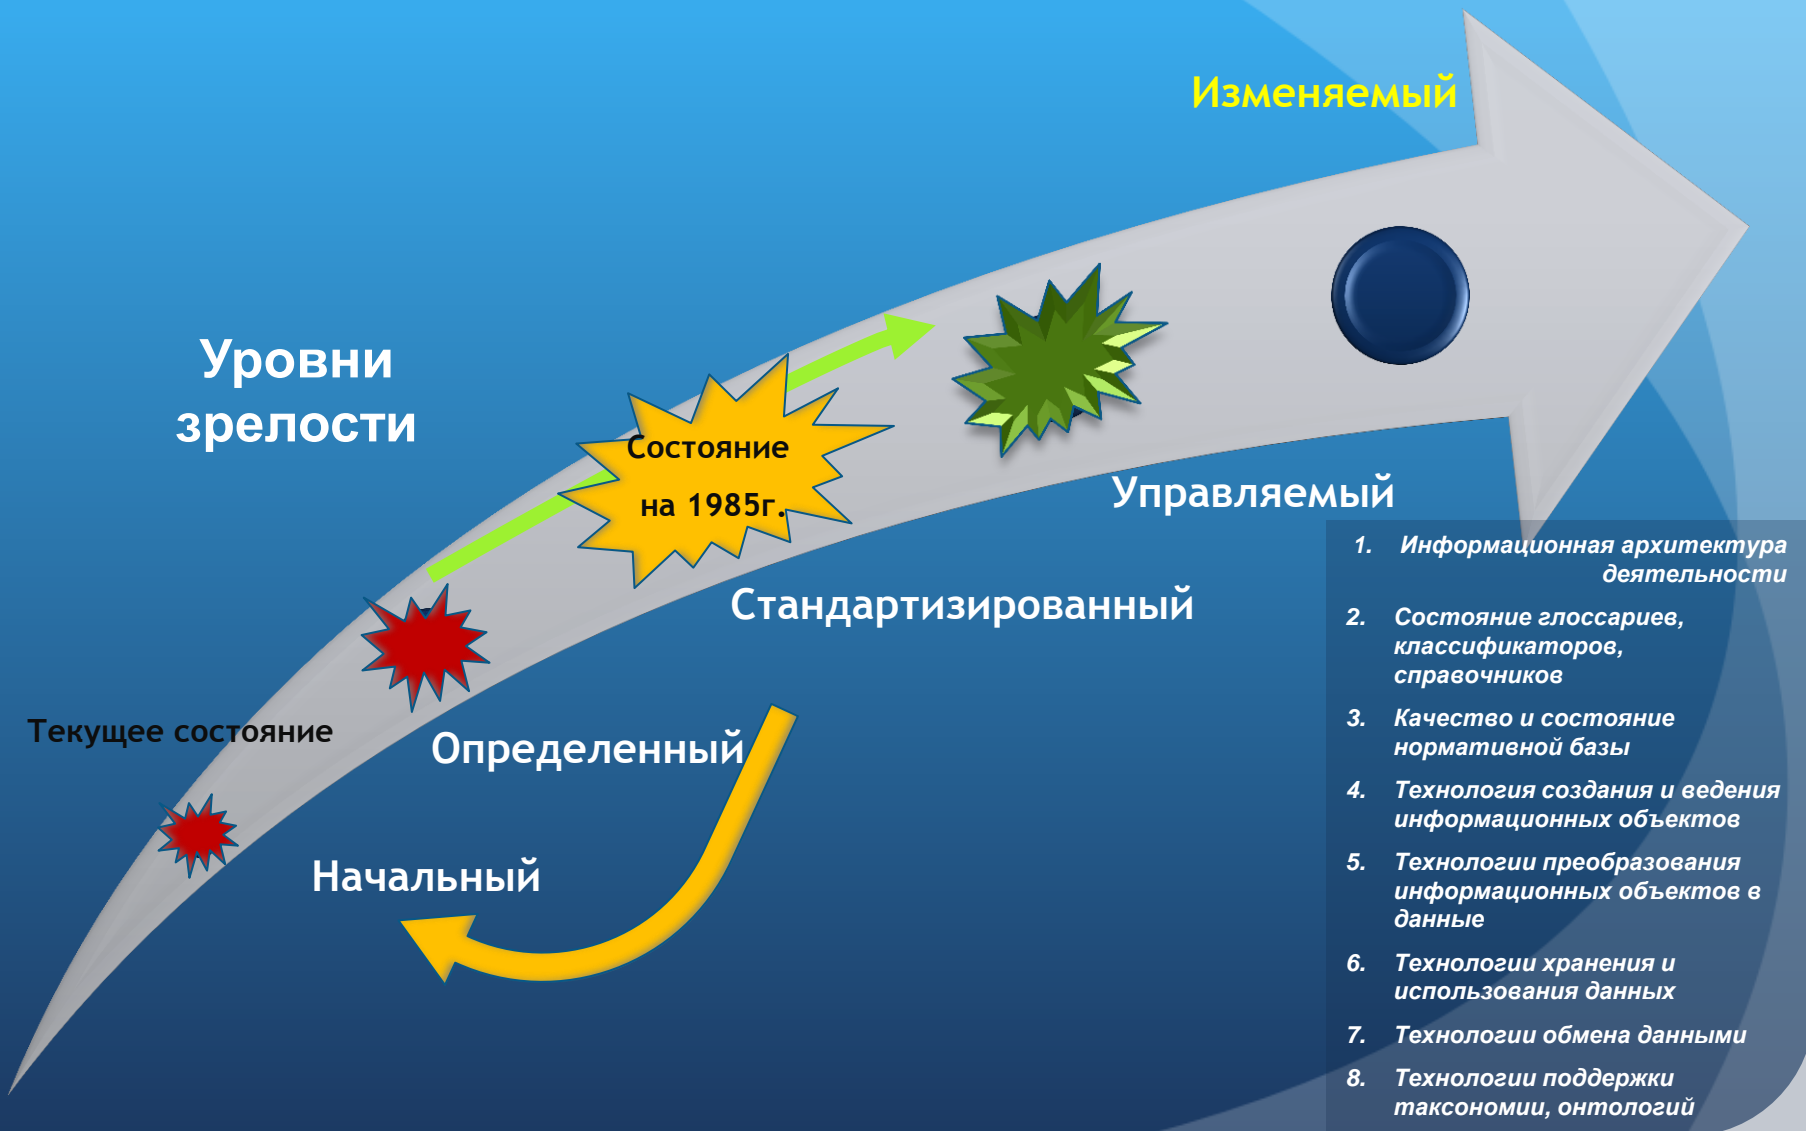 Изменяемый
Уровни
зрелости
Состояние
на 1985г.
Управляемый
Стандартизированный
Текущее состояние
Определенный
Начальный
1. Информационная архитектура
деятельности
2. Состояние глоссариев,
классификаторов,
справочников
3. Качество и состояние
нормативной базы
4. Технология создания и ведения
информационных объектов
5. Технологии преобразования
информационных объектов в
данные
6. Технологии хранения и
использования данных
7. Технологии обмена данными
8. Технологии поддержки
таксономии, онтологий